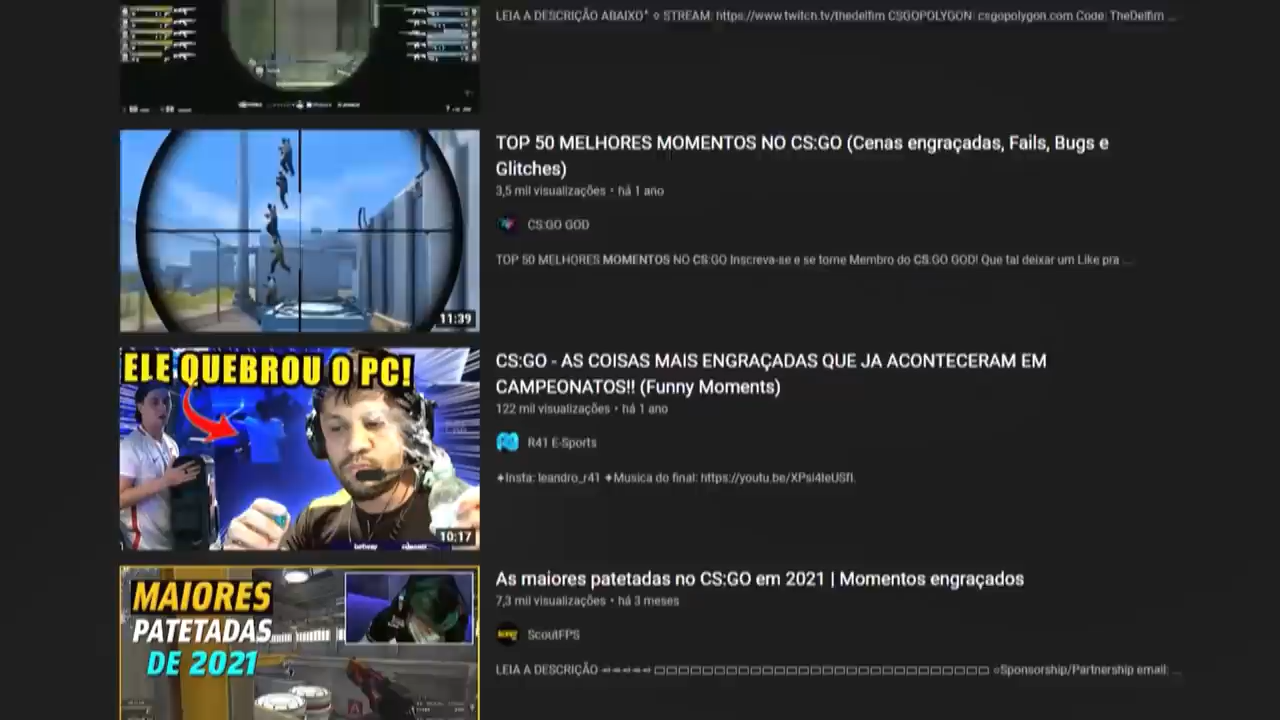 LEIA A DESCRIÇÃO ABAIXO* ⋄ STREAM: https://www.twitch.tv/thedelfim CSGOPOLYGON: csgopolygon.com Code: TheDelfim ...
TOP 50 MELHORES MOMENTOS NO CS:GO (Cenas engraçadas, Fails, Bugs e
Glitches)
3,5 mil visualizações • há 1 ano
CS:GO GOD
TOP 50 MELHORES MOMENTOS NO CS:GO Inscreva-se e se torne Membro do CS:GO GOD! Que tal deixar um Like pra ...
11:39
ELE QUEBROU O PC!
10:17
CS:GO - AS COISAS MAIS ENGRAÇADAS QUE JA ACONTECERAM EM
CAMPEONATOS!! (Funny Moments)
122 mil visualizações • há 1 ano
R41 E-Sports
✦Insta: leandro_r41 ✦Musica do final:
MAIORES
PATETADAS
DE 2021
As maiores patetadas no CS:GO em 2021 | Momentos engraçados
7,3 mil visualizações • há 3 meses
ScoutFPS
LEIA A DESCRIÇÃO ○Sponsorship/Partnership email: ...